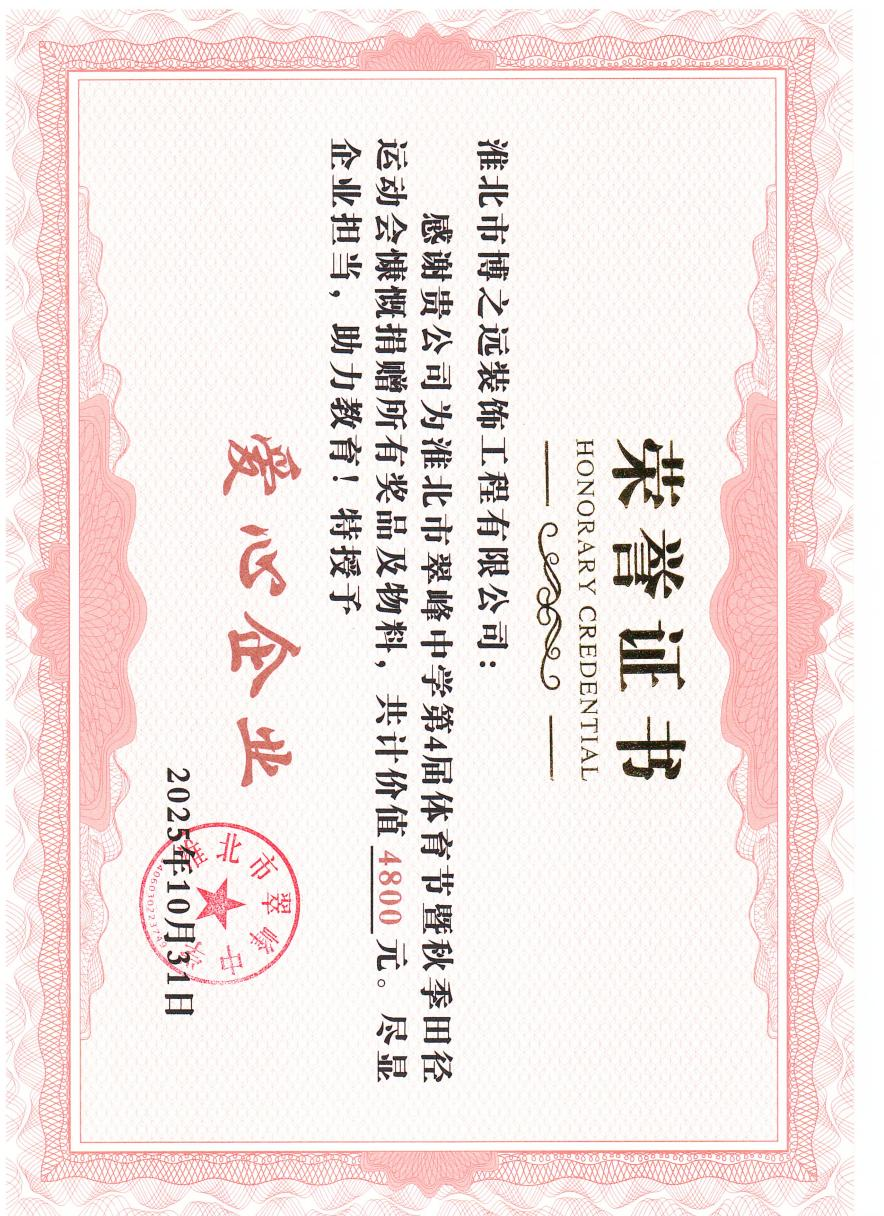 荣誉证书
HONORARY CREDENTIAL
淮北市博之远装饰工程有限公司：
感谢贵公司为淮北市翠峰中学第4届体育节暨秋季田径
运动会慷慨捐赠所有奖品及物料，共计价值 4800 元。尽显
企业担当，助力教育！特授予
爱心企业
淮北市翠峰中学
2025年10月31日